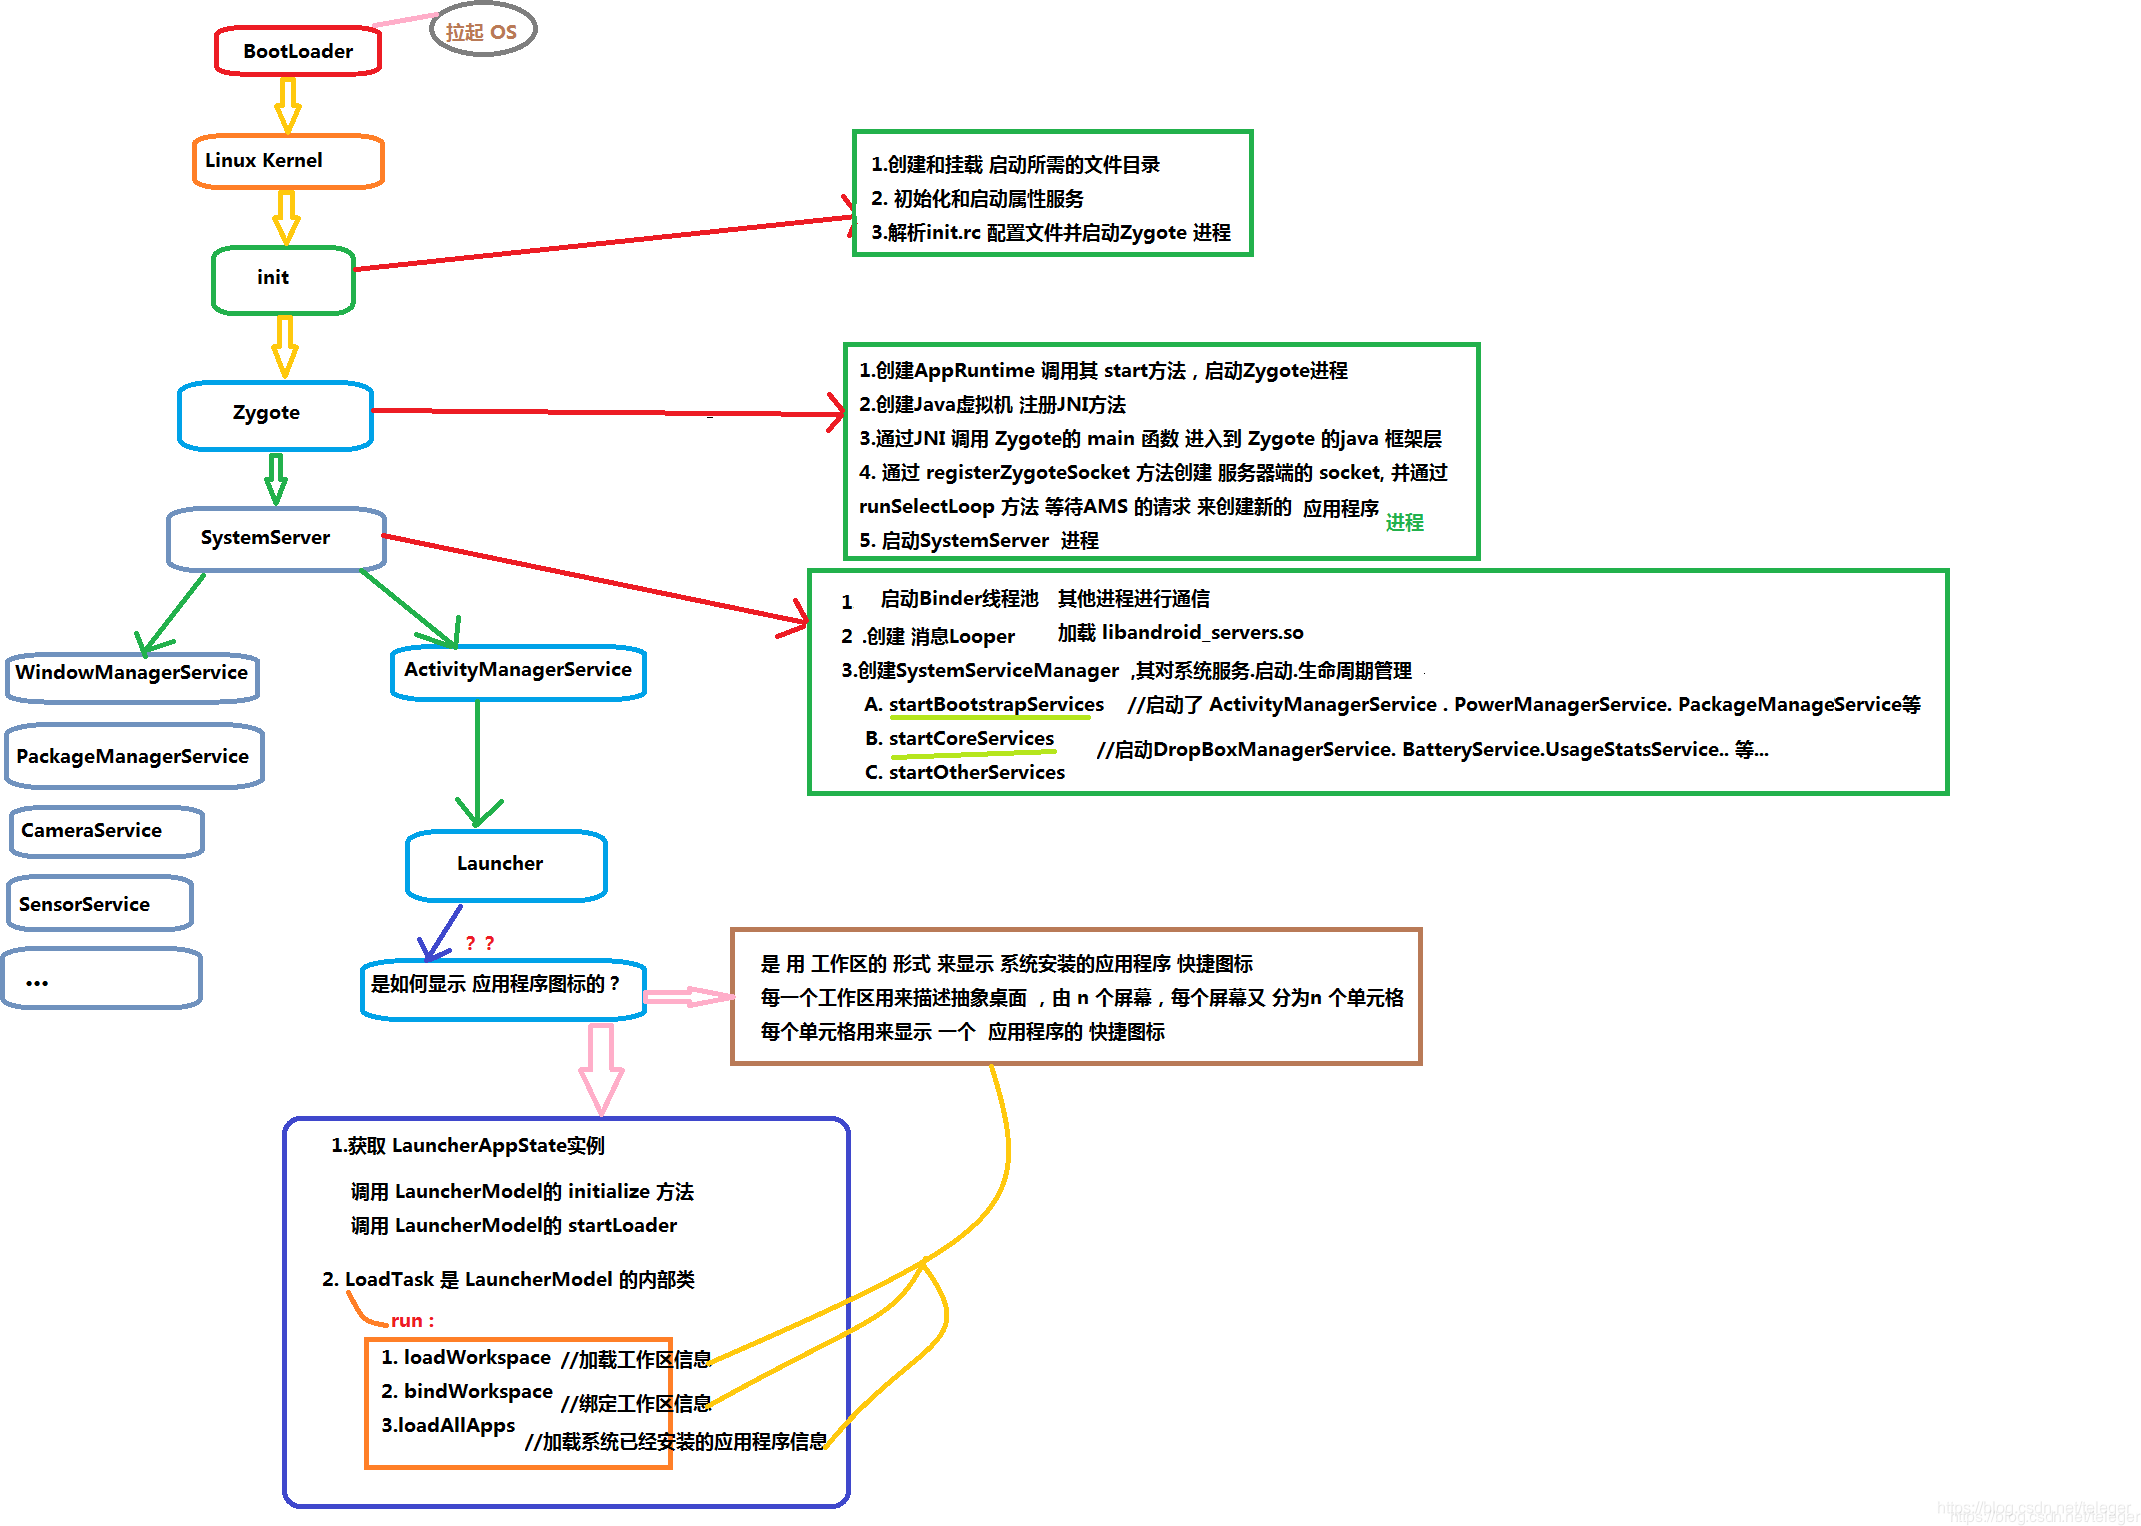 BootLoader
拉起 OS
Linux Kernel
1.创建和挂载 启动所需的文件目录
2. 初始化和启动属性服务
3.解析init.rc 配置文件并启动Zygote 进程
init
1.创建AppRuntime 调用其 start方法，启动Zygote进程
2.创建Java虚拟机 注册JNI方法
3.通过JNI 调用 Zygote的 main 函数 进入到 Zygote 的java 框架层
4. 通过 registerZygoteSocket 方法创建 服务器端的 socket, 并通过
runSelectLoop 方法 等待AMS 的请求 来创建新的 应用程序 进程
5. 启动SystemServer 进程
Zygote
SystemServer
1 启动Binder线程池 其他进程进行通信
2 .创建 消息Looper 加载 libandroid_servers.so
3.创建SystemServiceManager ,其对系统服务.启动.生命周期管理
A. startBootstrapServices //启动了 ActivityManagerService . PowerManagerService. PackageManageService等
B. startCoreServices //启动DropBoxManagerService. BatteryService.UsageStatsService.. 等...
C. startOtherServices
WindowManagerService
ActivityManagerService
PackageManagerService
CameraService
SensorService
...
Launcher
? ?
是如何显示 应用程序图标的？
是 用 工作区的 形式 来显示 系统安装的应用程序 快捷图标
每一个工作区用来描述抽象桌面 ，由 n 个屏幕，每个屏幕又 分为n 个单元格
每个单元格用来显示 一个 应用程序的 快捷图标
1.获取 LauncherAppState实例
调用 LauncherModel的 initialize 方法
调用 LauncherModel的 startLoader
2. LoadTask 是 LauncherModel 的内部类
run :
1. loadWorkspace //加载工作区信息
2. bindWorkspace //绑定工作区信息
3.loadAllApps //加载系统已经安装的应用程序信息
https://blog.csdn.net/teleger
https://blog.csdn.net/teleger